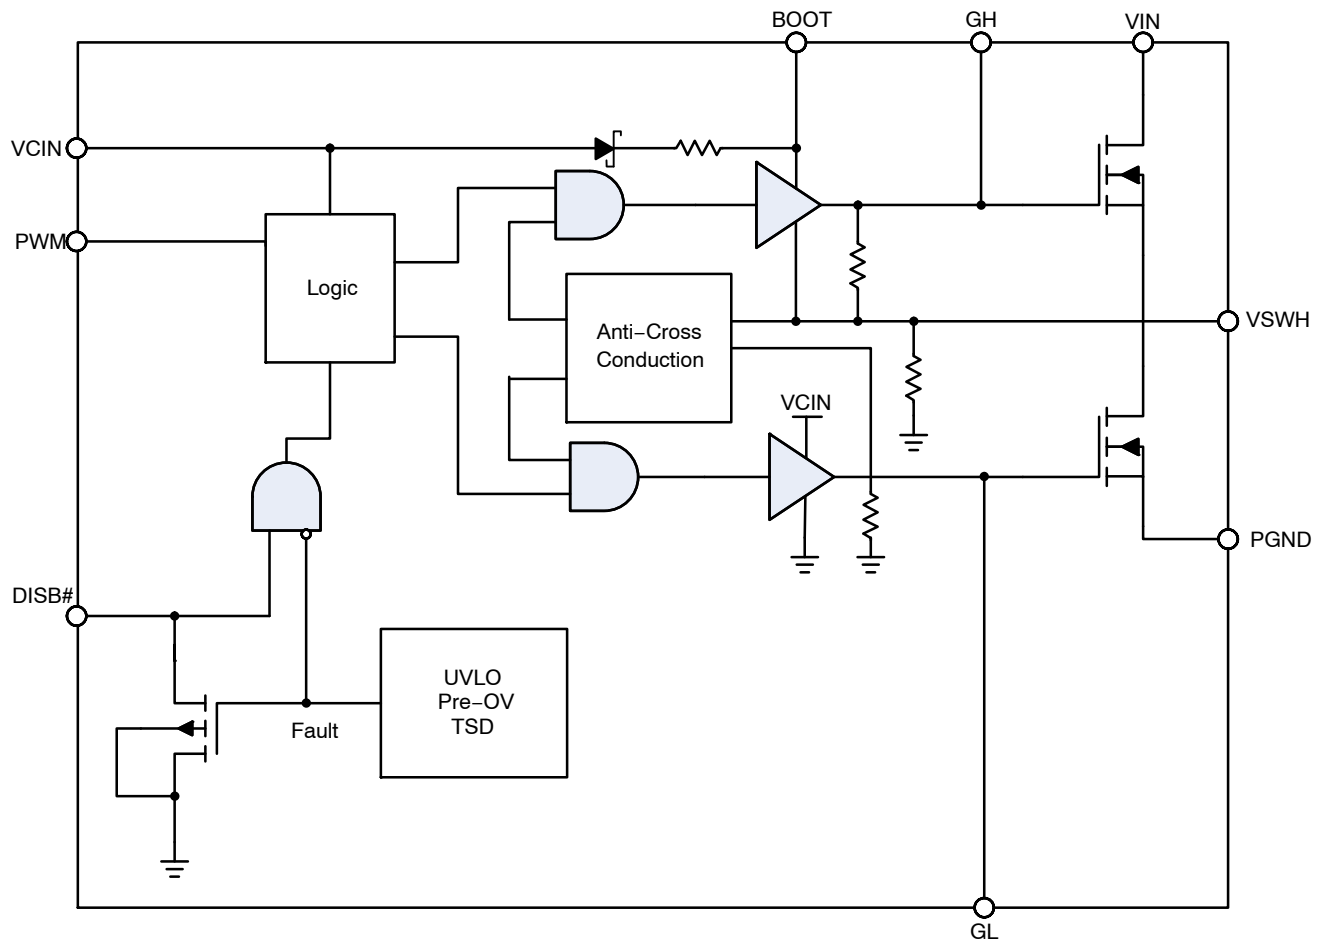 BOOT
GH
VIN
VCIN
PWM
Logic
Anti−Cross
Conduction
VSWH
VCIN
PGND
DISB#
UVLO
Pre−OV
TSD
Fault
GL